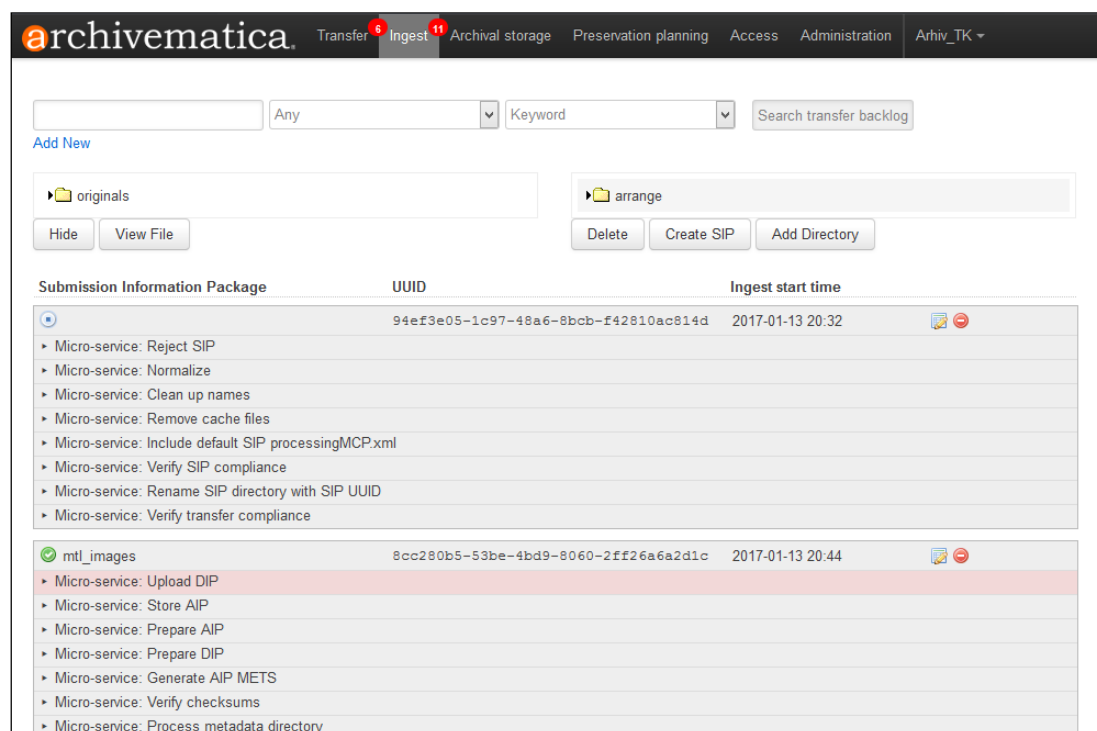 archivematica. Transfer 6 Ingest 11 Archival storage Preservation planning Access Administration Arhiv_TK
Any Keyword Search transfer backlog
Add New
originals arrange
Hide View File Delete Create SIP Add Directory
Submission Information Package UUID Ingest start time
94ef3e05-1c97-48a6-8bcb-f42810ac814d 2017-01-13 20:32
Micro-service: Reject SIP
Micro-service: Normalize
Micro-service: Clean up names
Micro-service: Remove cache files
Micro-service: Include default SIP processingMCP.xml
Micro-service: Verify SIP compliance
Micro-service: Rename SIP directory with SIP UUID
Micro-service: Verify transfer compliance
mtl_images 8cc280b5-53be-4bd9-8060-2ff26a6a2d1c 2017-01-13 20:44
Micro-service: Upload DIP
Micro-service: Store AIP
Micro-service: Prepare AIP
Micro-service: Prepare DIP
Micro-service: Generate AIP METS
Micro-service: Verify checksums
Micro-service: Process metadata directory